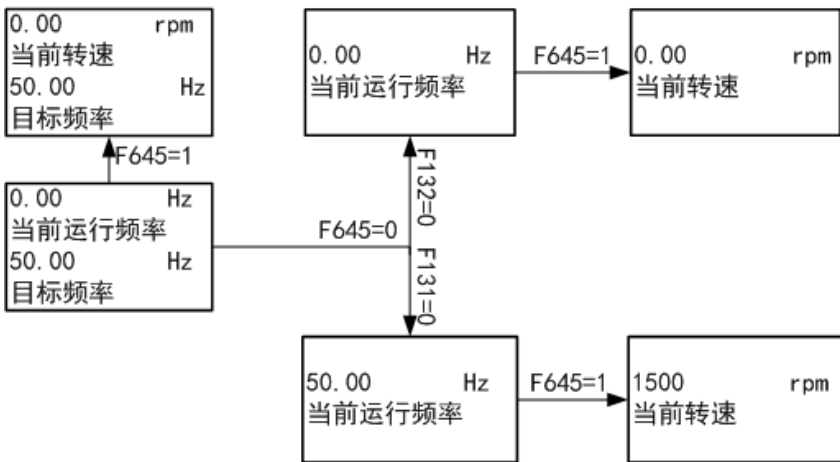 0.00 rpm
当前转速
50.00 Hz
目标频率
F645=1
0.00 Hz
当前运行频率
50.00 Hz
目标频率
F645=0
F132=0
F131=0
0.00 Hz
当前运行频率
F645=1
0.00 rpm
当前转速
50.00 Hz
当前运行频率
F645=1
1500 rpm
当前转速